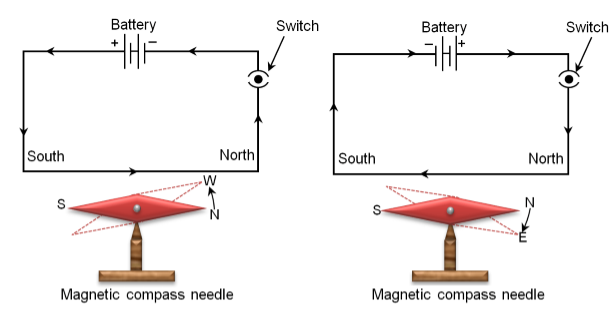 Battery
+ −
Switch
South
North
W
S
N
Magnetic compass needle
Battery
− +
Switch
South
North
S
N
E
Magnetic compass needle